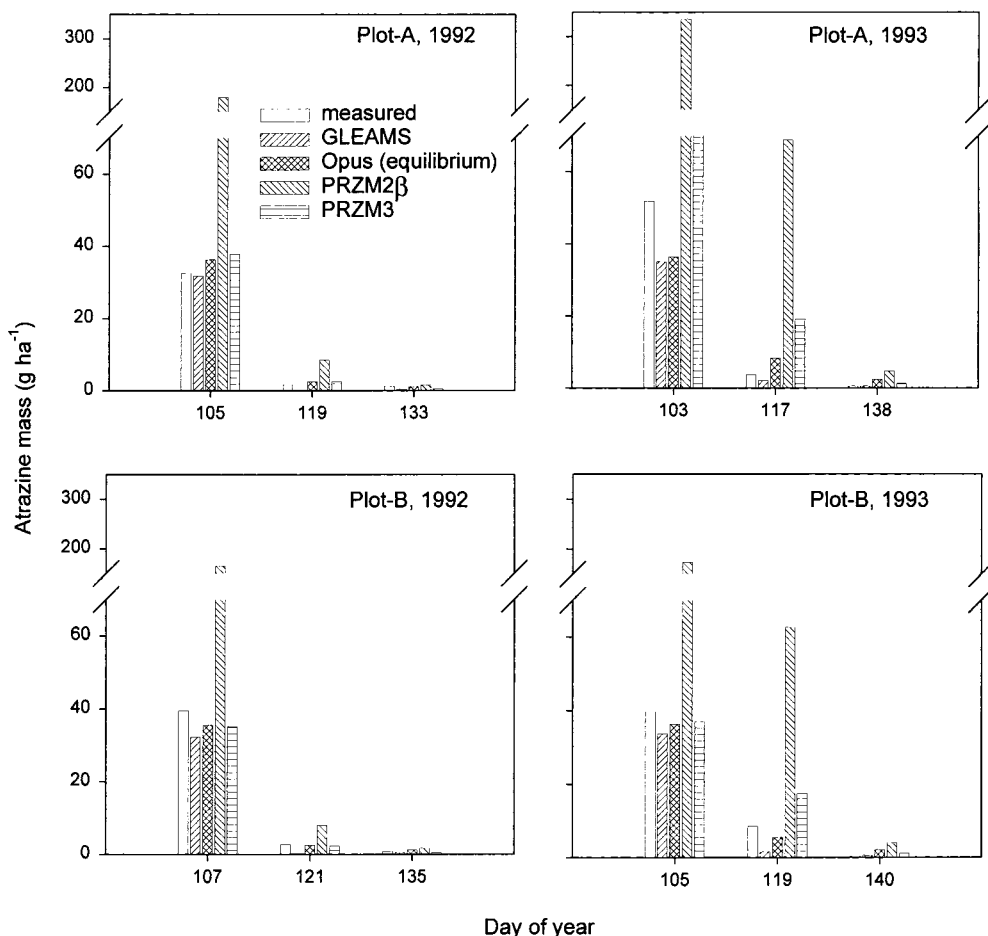 Plot-A, 1992
300
200
60
40
20
0
measured
GLEAMS
Opus (equilibrium)
PRZM2β
PRZM3
105 119 133
Plot-A, 1993
103 117 138
Atrazine mass (g ha-1)
Plot-B, 1992
300
200
60
40
20
0
107 121 135
Plot-B, 1993
105 119 140
Day of year